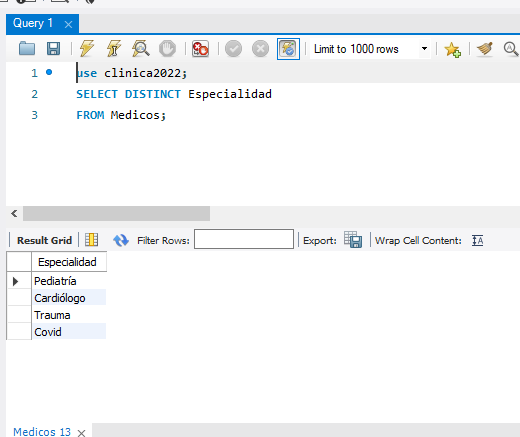 Query 1
Limit to 1000 rows
1 use clinica2022;
2 SELECT DISTINCT Especialidad
3 FROM Medicos;
Result Grid Filter Rows: Export: Wrap Cell Content:
Especialidad
Pediatría
Cardiólogo
Trauma
Covid
Medicos 13